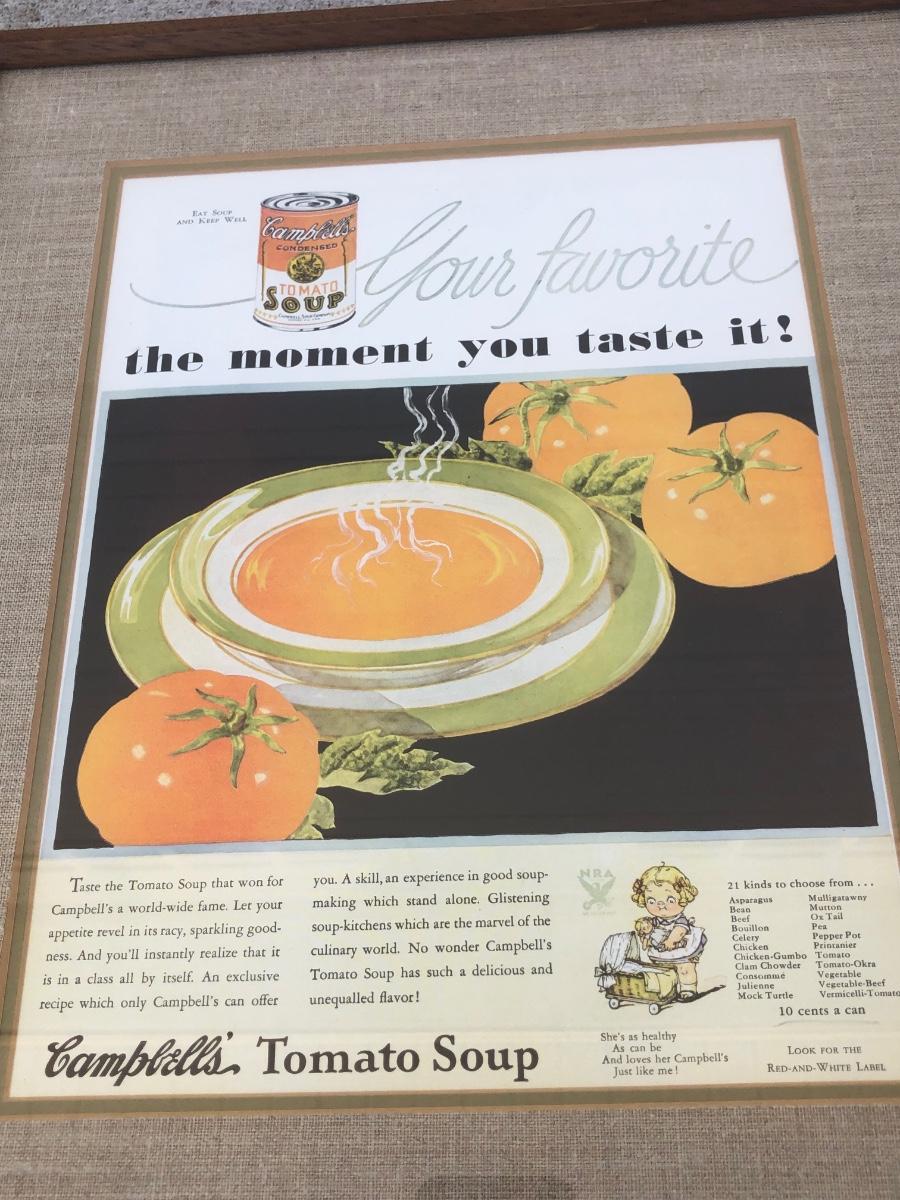 EAT SOUP
AND KEEP WELL
Campbell's
CONDENSED
TOMATO
SOUP
CAMPBELL SOUP COMPANY
Your favorite
the moment you taste it!
Taste the Tomato Soup that won for
Campbell's a world-wide fame. Let your
appetite revel in its racy, sparkling good-
ness. And you'll instantly realize that it
is in a class all by itself. An exclusive
recipe which only Campbell's can offer
you. A skill, an experience in good soup-
making which stand alone. Glistening
soup-kitchens which are the marvel of the
culinary world. No wonder Campbell's
Tomato Soup has such a delicious and
unequalled flavor!
Campbell's Tomato Soup
NRA
She's as healthy
As can be
And loves her Campbell's
Just like me!
21 kinds to choose from . . .
Asparagus
Bean
Beef
Bouillon
Celery
Chicken
Chicken-Gumbo
Clam Chowder
Consommé
Julienne
Mock Turtle
Mulligatawny
Mutton
Ox Tail
Pea
Pepper Pot
Printanier
Tomato
Tomato-Okra
Vegetable
Vegetable-Beef
Vermicelli-Tomato
10 cents a can
LOOK FOR THE
RED-AND-WHITE LABEL